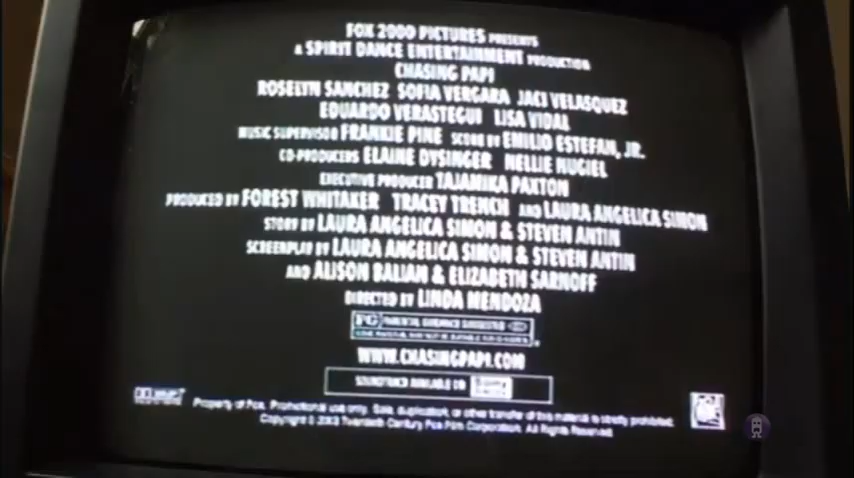 FOX 2000 PICTURES PRESENTS
A SPIRIT DANCE ENTERTAINMENT PRODUCTION
CHASING PAPI
ROSELYN SANCHEZ SOFIA VERGARA JACI VELASQUEZ
EDUARDO VERASTEGUI LISA VIDAL
MUSIC SUPERVISOR FRANKIE PINE SCORE BY EMILIO ESTEFAN, JR.
CO-PRODUCERS ELAINE DYSINGER NELLIE NUGIEL
EXECUTIVE PRODUCER TAJAMIKA PAXTON
PRODUCED BY FOREST WHITAKER TRACEY TRENCH AND LAURA ANGELICA SIMON
STORY BY LAURA ANGELICA SIMON & STEVEN ANTIN
SCREENPLAY BY LAURA ANGELICA SIMON & STEVEN ANTIN
AND ALISON BALIAN & ELIZABETH SARNOFF
DIRECTED BY LINDA MENDOZA
PG PARENTAL GUIDANCE SUGGESTED
WWW.CHASINGPAPI.COM
SOUNDTRACK AVAILABLE ON
Property of Fox. Promotional use only. Sale, duplication, or other transfer of this material is strictly prohibited.
Copyright © 2003 Twentieth Century Fox Film Corporation. All Rights Reserved.